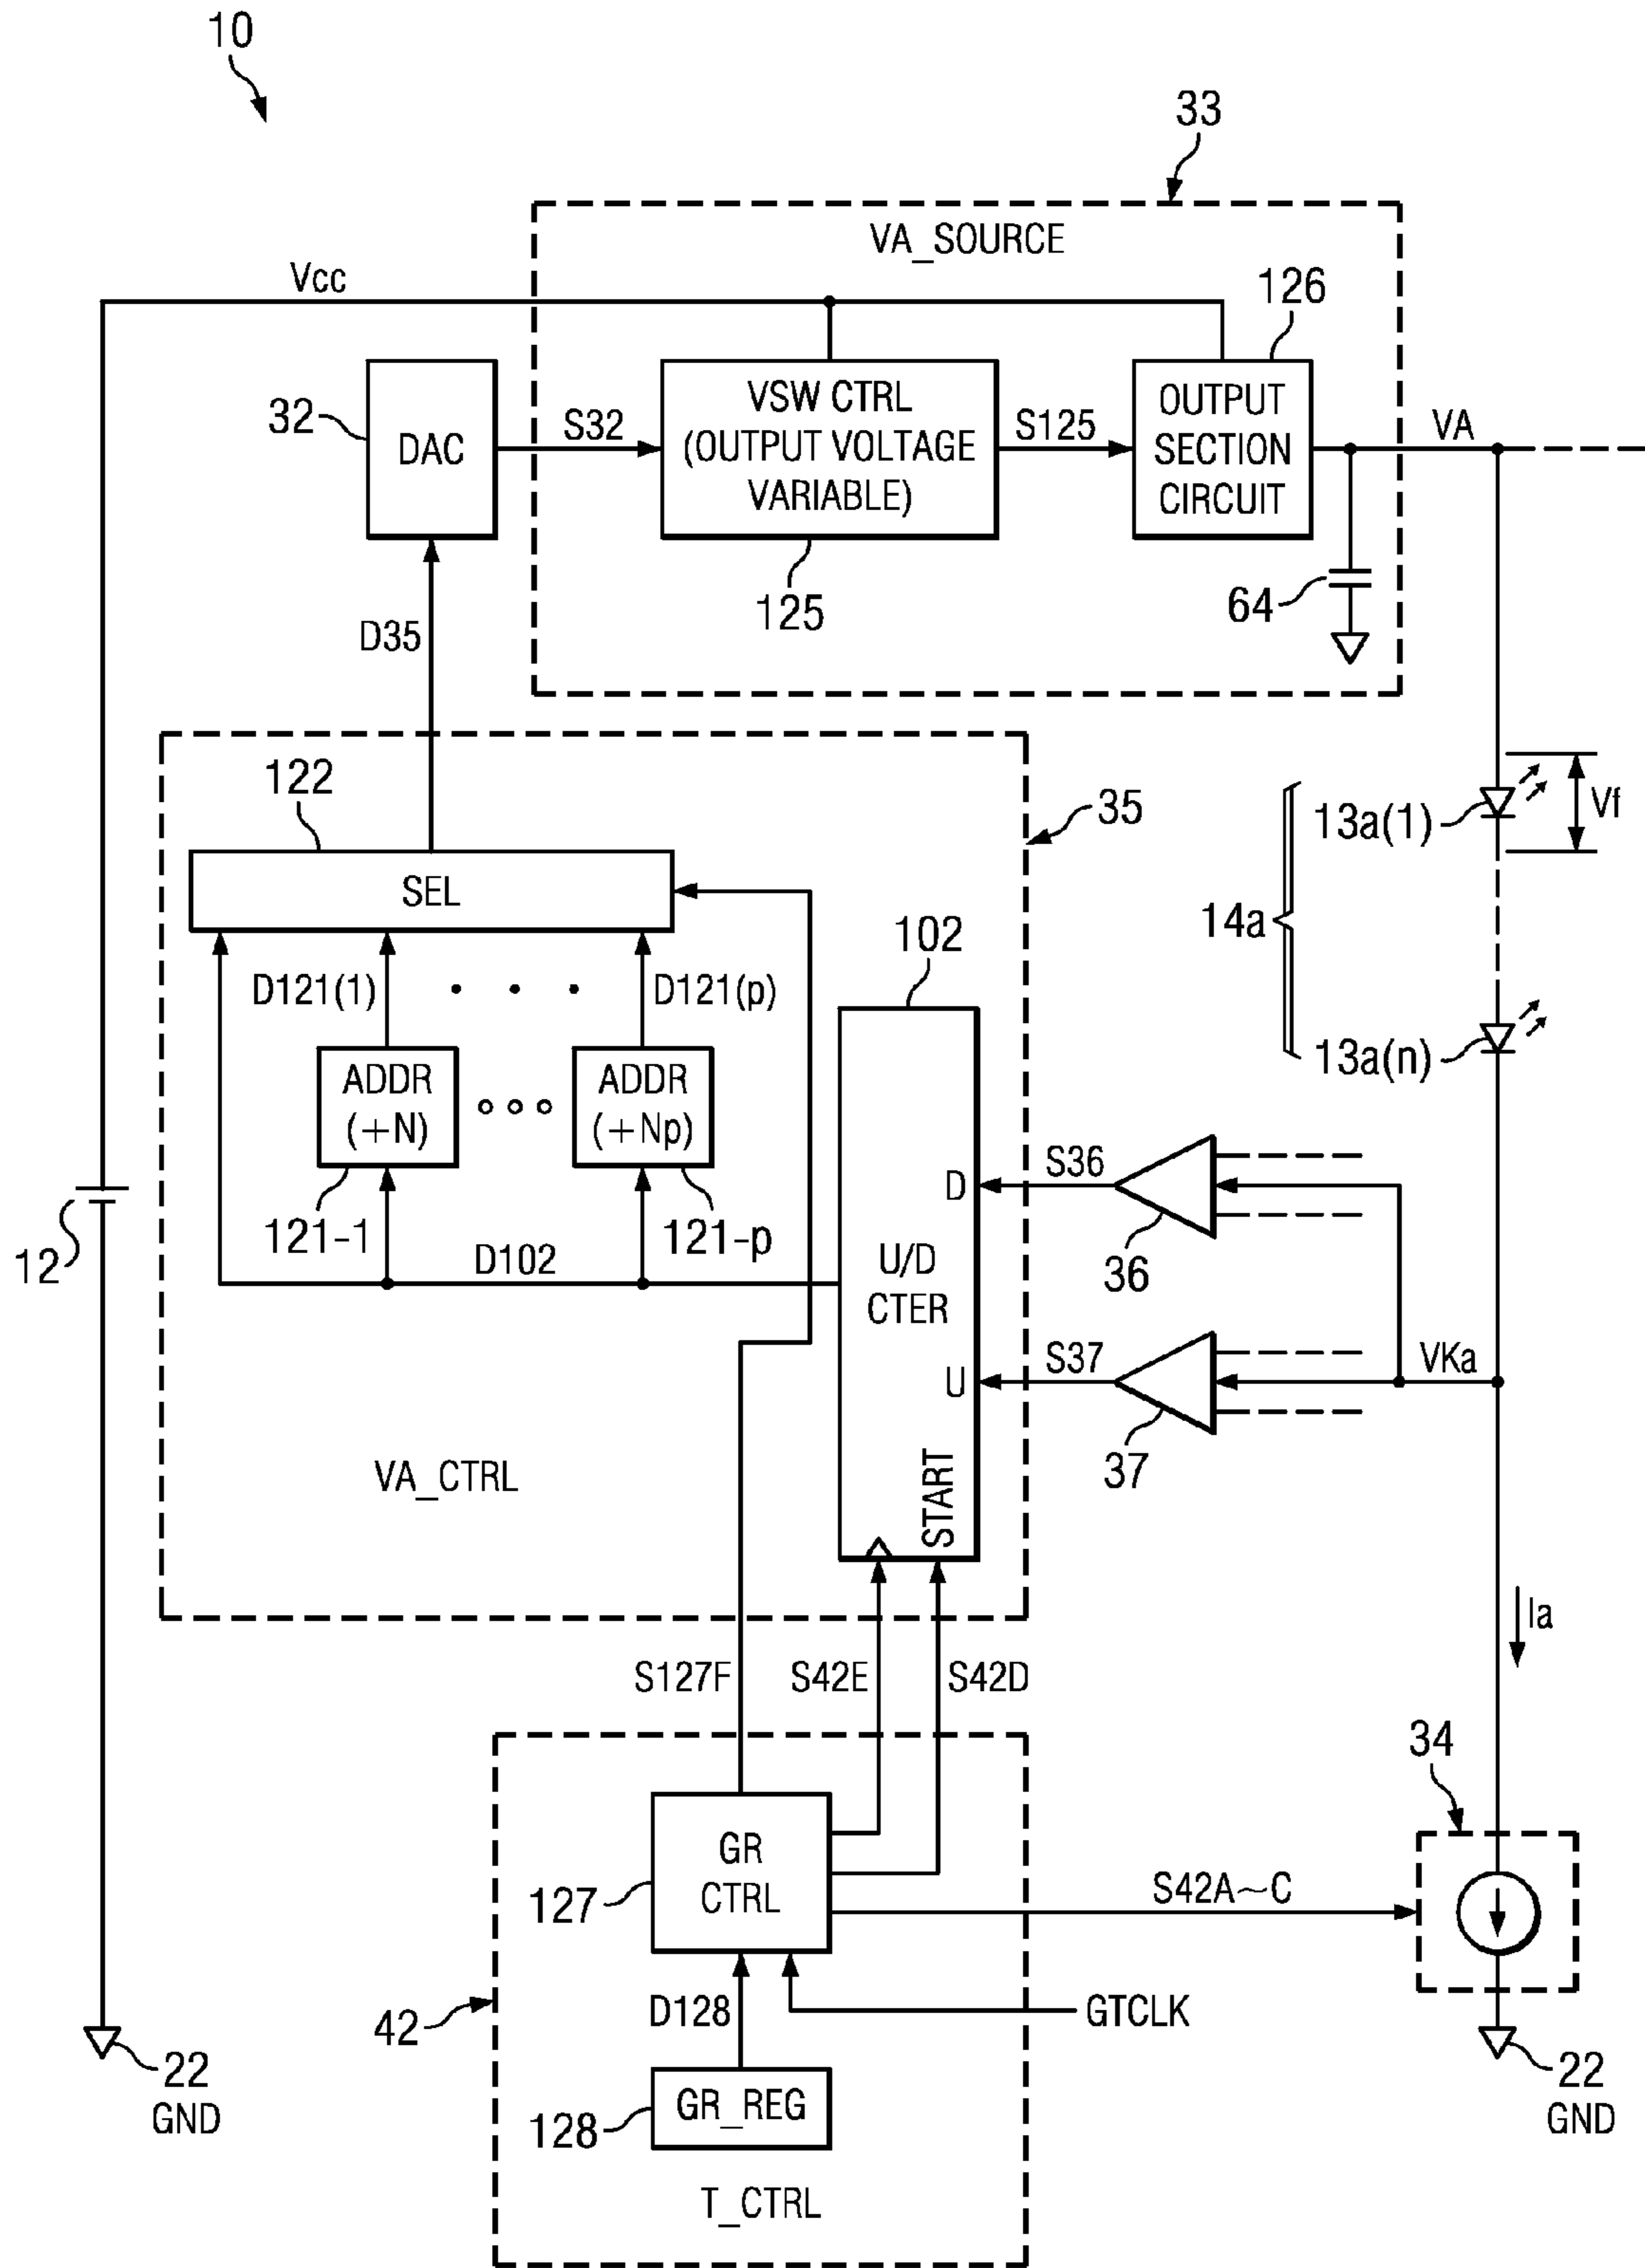 10
33
VA_SOURCE
Vcc
126
32
DAC
S32
VSW CTRL
(OUTPUT VOLTAGE
VARIABLE)
S125
OUTPUT
SECTION
CIRCUIT
VA
125
64
D35
122
35
SEL
13a(1)
Vf
14a
102
D121(1)
D121(p)
13a(n)
ADDR
(+N)
ADDR
(+Np)
D
S36
121-1
121-p
D102
36
12
U/D
CTER
U
S37
VKa
37
START
VA_CTRL
Ia
S127F
S42E
S42D
34
GR
CTRL
127
S42A~C
42
D128
GTCLK
22
GND
22
GND
128
GR_REG
T_CTRL